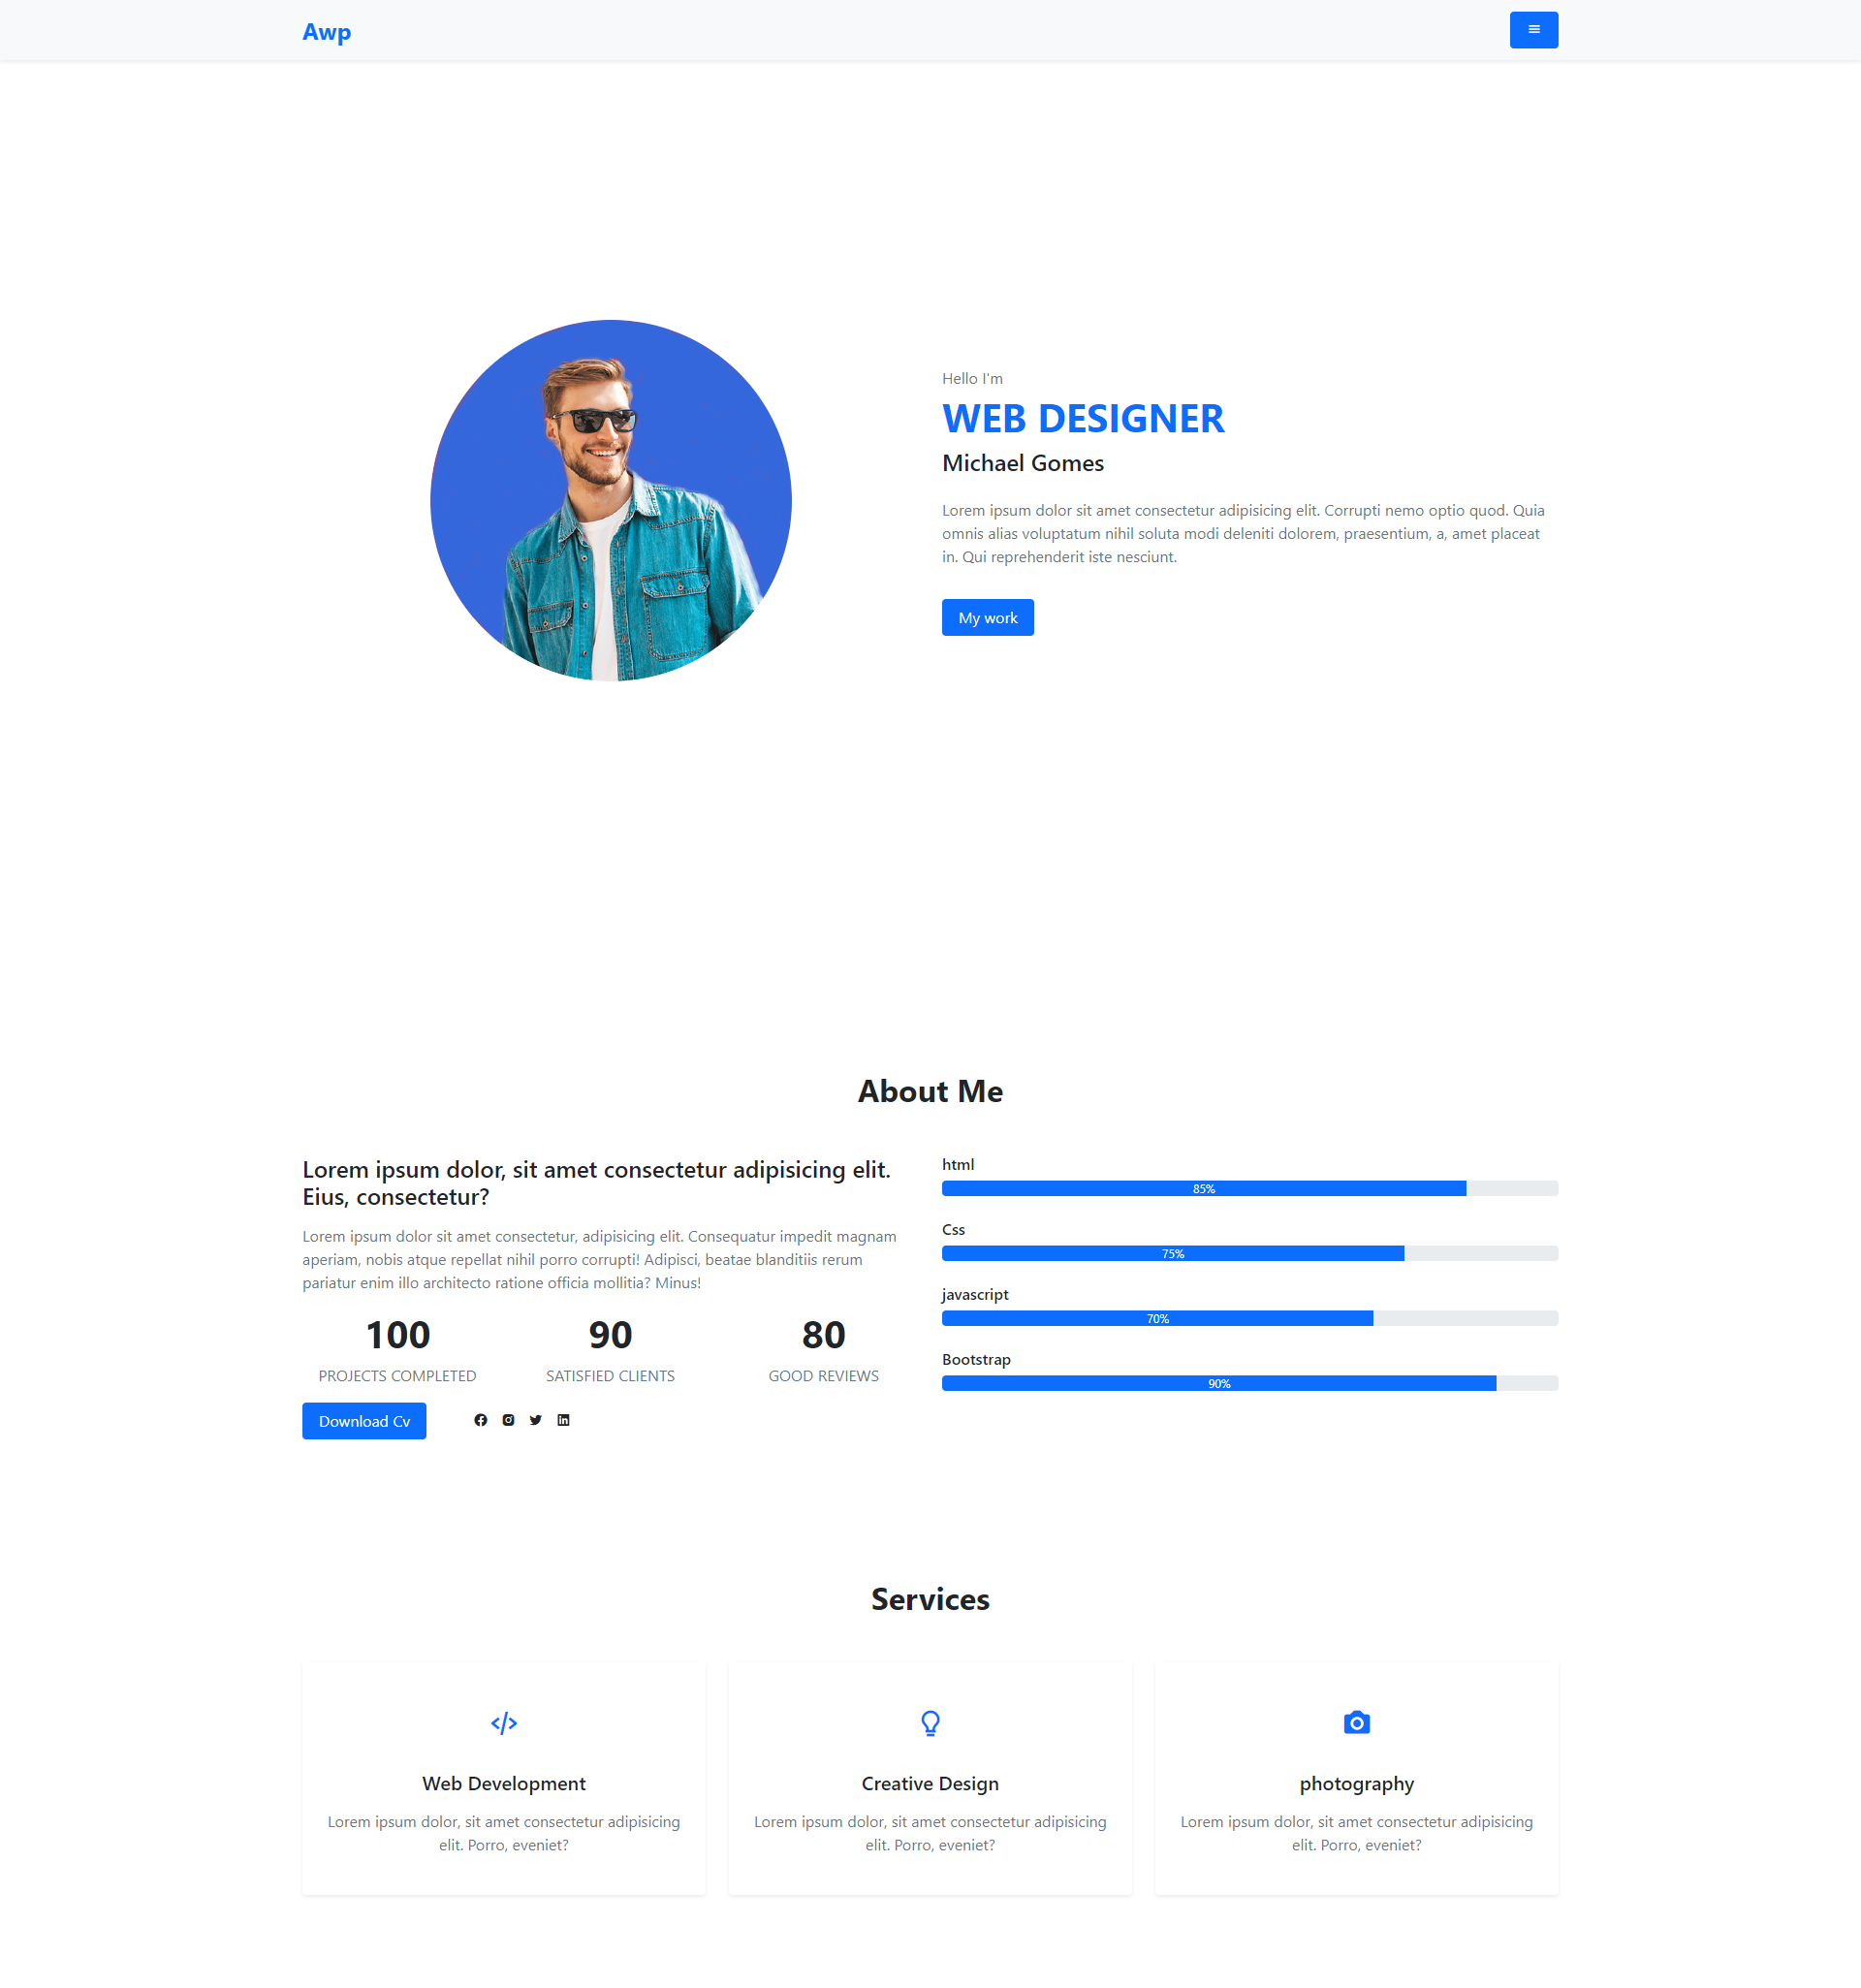 Awp
Hello I'm
WEB DESIGNER
Michael Gomes
Lorem ipsum dolor sit amet consectetur adipisicing elit. Corrupti nemo optio quod. Quia
omnis alias voluptatum nihil soluta modi deleniti dolorem, praesentium, a, amet placeat
in. Qui reprehenderit iste nesciunt.
My work
About Me
Lorem ipsum dolor, sit amet consectetur adipisicing elit.
Eius, consectetur?
Lorem ipsum dolor sit amet consectetur, adipisicing elit. Consequatur impedit magnam
aperiam, nobis atque repellat nihil porro corrupti! Adipisci, beatae blanditiis rerum
pariatur enim illo architecto ratione officia mollitia? Minus!
100
PROJECTS COMPLETED
90
SATISFIED CLIENTS
80
GOOD REVIEWS
Download Cv
html
85%
Css
75%
javascript
70%
Bootstrap
90%
Services
Web Development
Lorem ipsum dolor, sit amet consectetur adipisicing
elit. Porro, eveniet?
Creative Design
Lorem ipsum dolor, sit amet consectetur adipisicing
elit. Porro, eveniet?
photography
Lorem ipsum dolor, sit amet consectetur adipisicing
elit. Porro, eveniet?